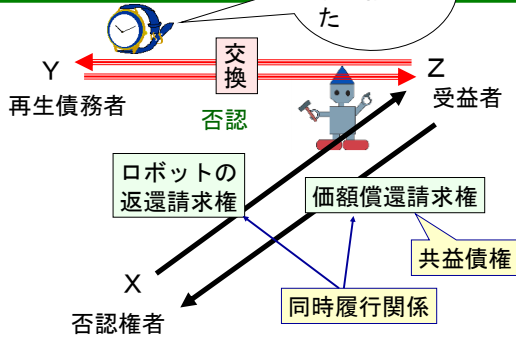 た
交
換
Y
再生債務者
Z
受益者
否認
ロボットの
返還請求権
価額償還請求権
共益債権
X
否認権者
同時履行関係